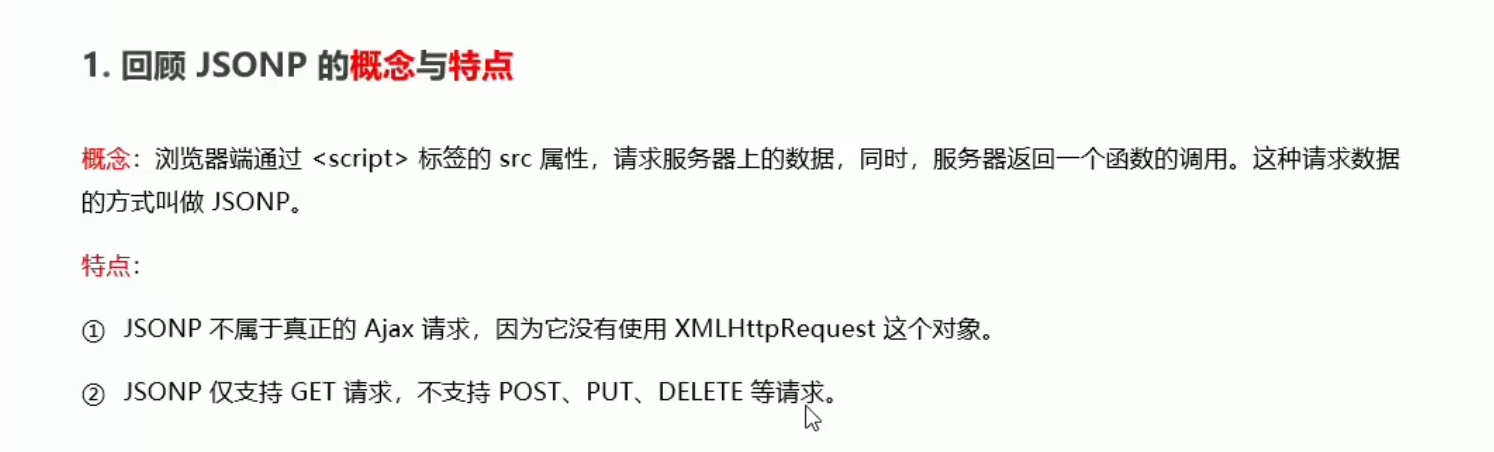 1. 回顾 JSONP 的概念与特点
概念：浏览器端通过 <script> 标签的 src 属性，请求服务器上的数据，同时，服务器返回一个函数的调用。这种请求数据
的方式叫做 JSONP。
特点：
① JSONP 不属于真正的 Ajax 请求，因为它没有使用 XMLHttpRequest 这个对象。
② JSONP 仅支持 GET 请求，不支持 POST、PUT、DELETE 等请求。